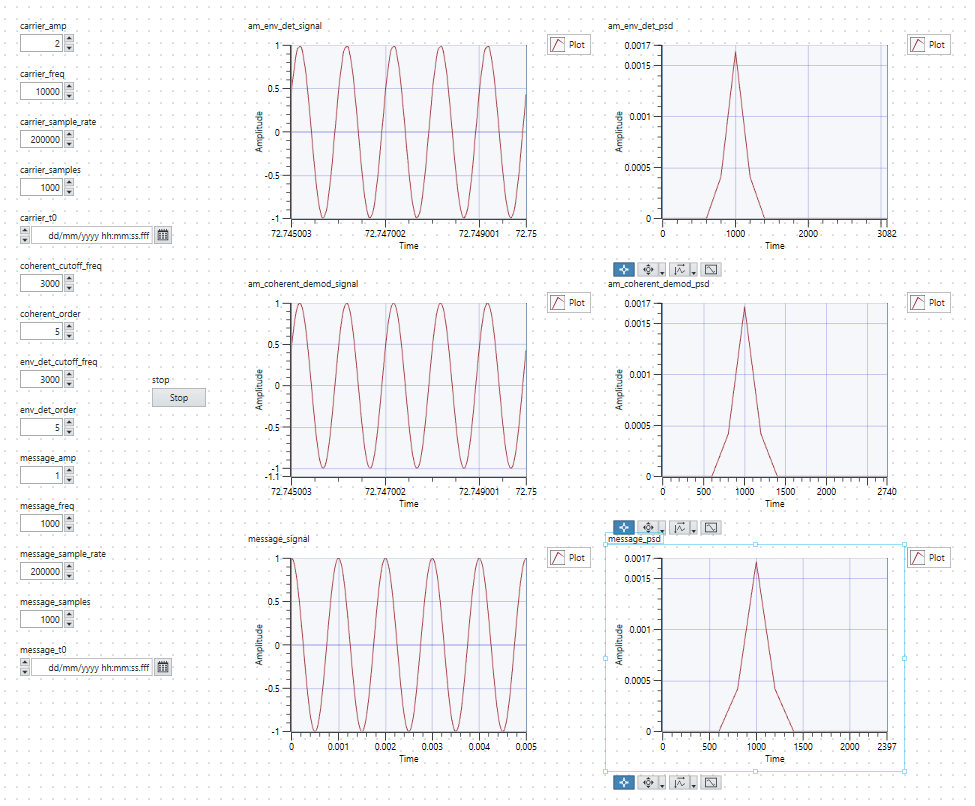 carrier_amp
2
carrier_freq
10000
carrier_sample_rate
200000
carrier_samples
1000
carrier_t0
dd/mm/yyyy hh:mm:ss.fff
coherent_cutoff_freq
3000
coherent_order
5
env_det_cutoff_freq
3000
env_det_order
5
message_amp
1
message_freq
1000
message_sample_rate
200000
message_samples
1000
message_t0
dd/mm/yyyy hh:mm:ss.fff
stop
Stop
am_env_det_signal
Plot
Amplitude
1
0.5
0
-0.5
-1
72.745003 72.747002 72.749001 72.75
Time
am_env_det_psd
Plot
Amplitude
0.0017
0.0015
0.001
0.0005
0
0 1000 2000 3082
Time
am_coherent_demod_signal
Plot
Amplitude
1
0.5
0
-0.5
-1
-1.1
72.745003 72.747002 72.749001 72.75
Time
am_coherent_demod_psd
Plot
Amplitude
0.0017
0.0015
0.001
0.0005
0
0 500 1000 1500 2000 2740
Time
message_signal
Plot
Amplitude
1
0.5
0
-0.5
-1
0 0.001 0.002 0.003 0.004 0.005
Time
message_psd
Plot
Amplitude
0.0017
0.0015
0.001
0.0005
0
0 500 1000 1500 2000 2397
Time